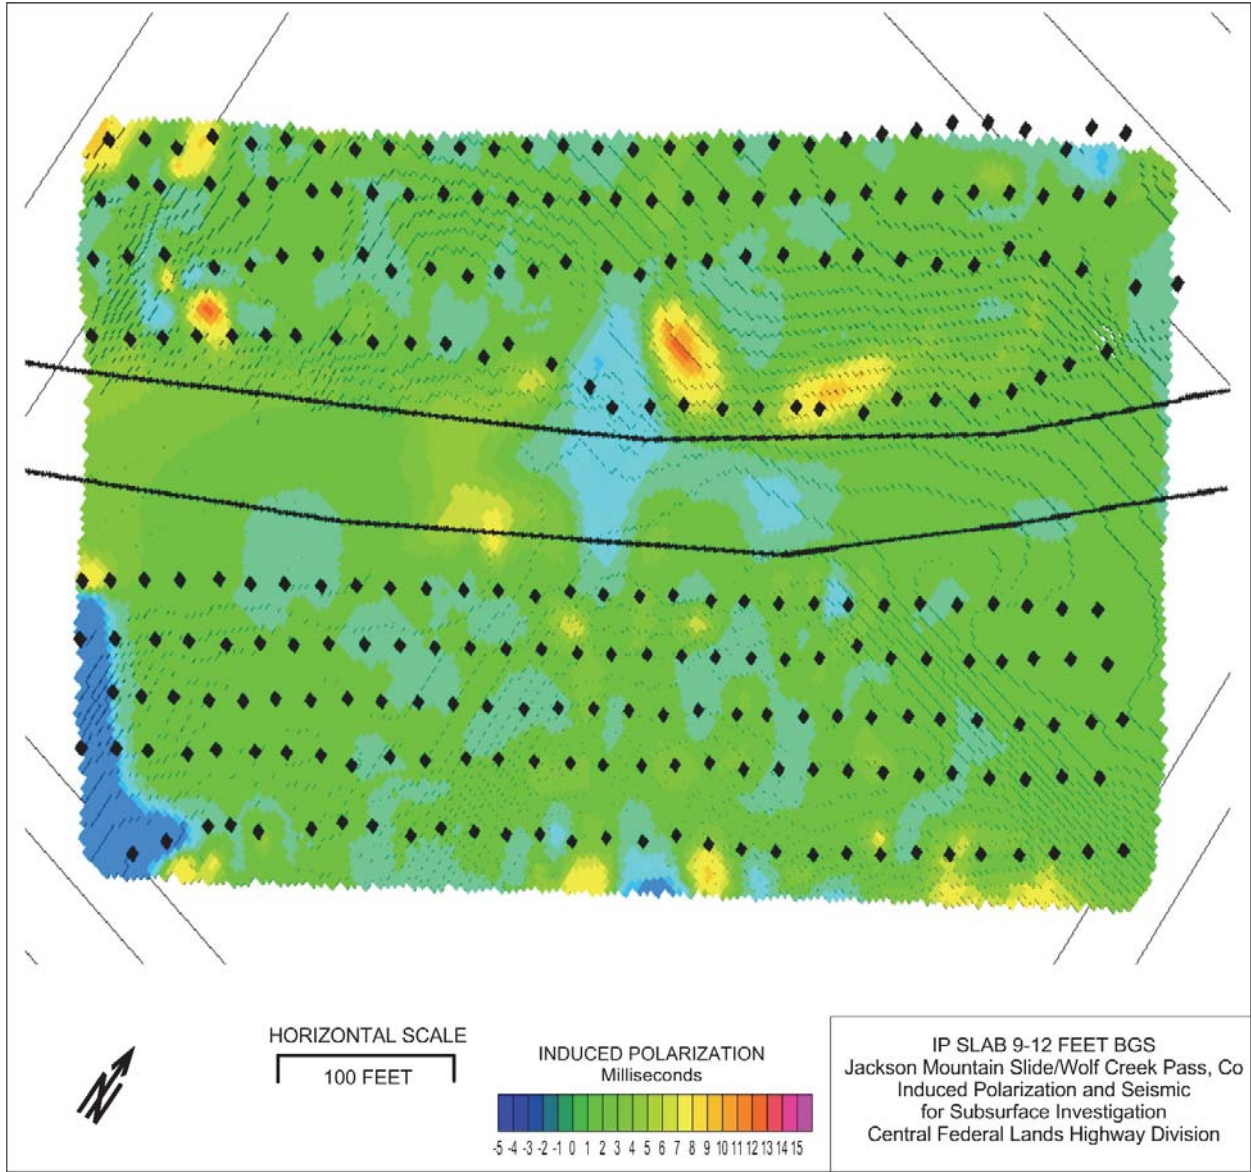 HORIZONTAL SCALE
100 FEET
N
INDUCED POLARIZATION
Milliseconds
-5 -4 -3 -2 -1 0 1 2 3 4 5 6 7 8 9 10 11 12 13 14 15
IP SLAB 9-12 FEET BGS
Jackson Mountain Slide/Wolf Creek Pass, Co
Induced Polarization and Seismic
for Subsurface Investigation
Central Federal Lands Highway Division